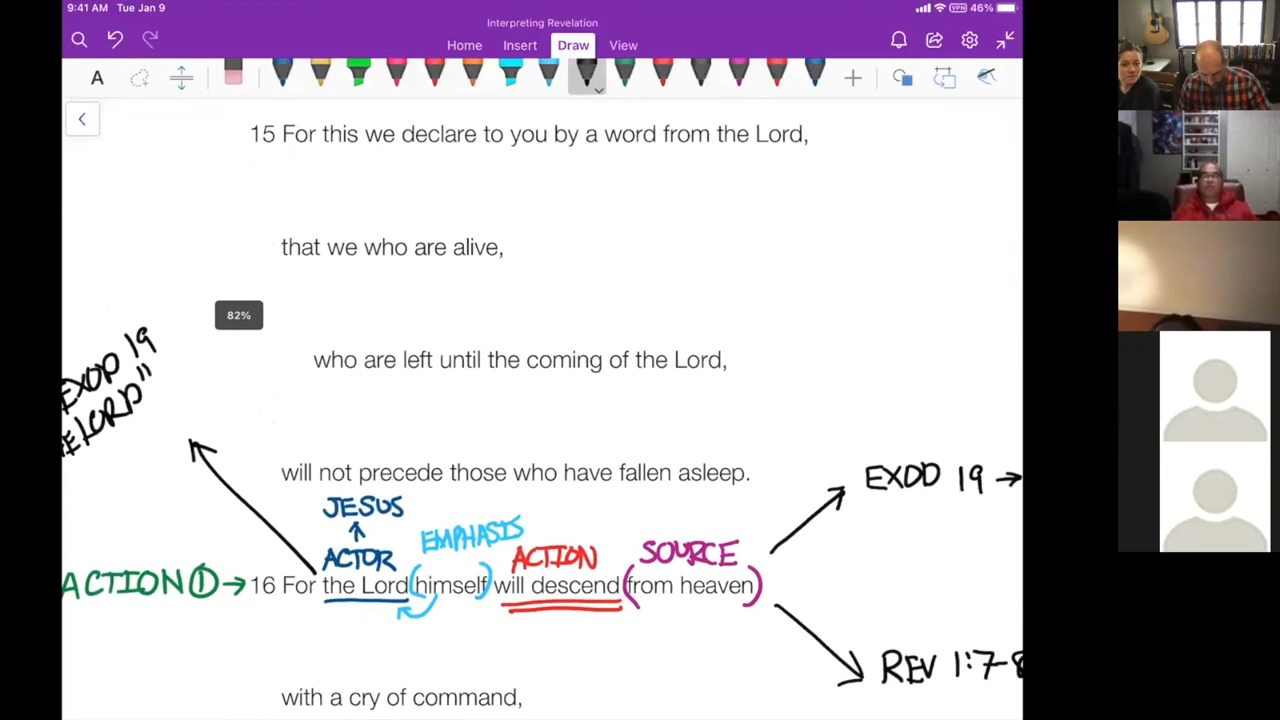 9:41 AM Tue Jan 9
VPN 46%
Interpreting Revelation
Home Insert Draw View
A
15 For this we declare to you by a word from the Lord,
that we who are alive,
82%
who are left until the coming of the Lord,
EXOD 19
LORD"
will not precede those who have fallen asleep.
EXOD 19 →
JESUS
EMPHASIS
ACTOR
ACTION
SOURCE
ACTION ① → 16 For the Lord (himself) will descend (from heaven)
REV 1:7-8
with a cry of command,